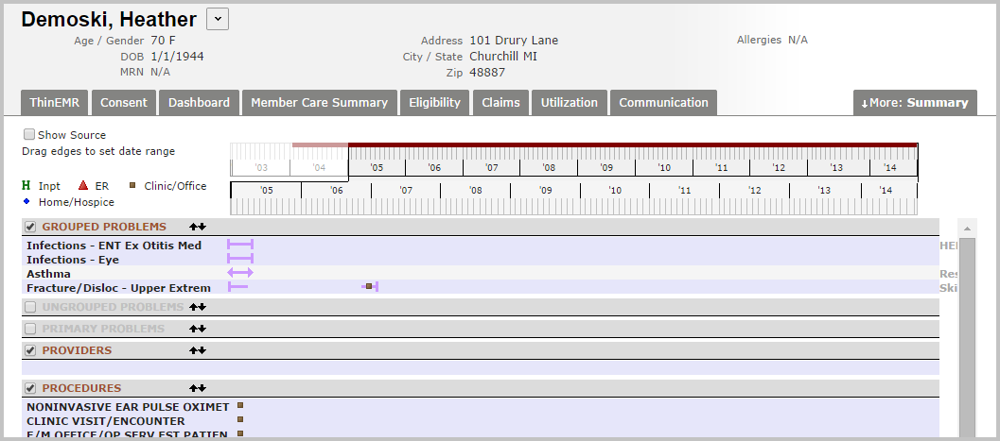 Demoski, Heather
Age / Gender 70 F
DOB 1/1/1944
MRN N/A
Address 101 Drury Lane
City / State Churchill MI
Zip 48887
Allergies N/A
ThinEMR Consent Dashboard Member Care Summary Eligibility Claims Utilization Communication ↓More: Summary
Show Source
Drag edges to set date range
'03 '04 '05 '06 '07 '08 '09 '10 '11 '12 '13 '14
H Inpt ER Clinic/Office
Home/Hospice
'05 '06 '07 '08 '09 '10 '11 '12 '13 '14
GROUPED PROBLEMS
Infections - ENT Ex Otitis Med
Infections - Eye
Asthma Res
Fracture/Disloc - Upper Extrem Ski
UNGROUPED PROBLEMS
PRIMARY PROBLEMS
PROVIDERS
PROCEDURES
NONINVASIVE EAR PULSE OXIMET
CLINIC VISIT/ENCOUNTER
E/M OFFICE/OP SERV EST PATIEN